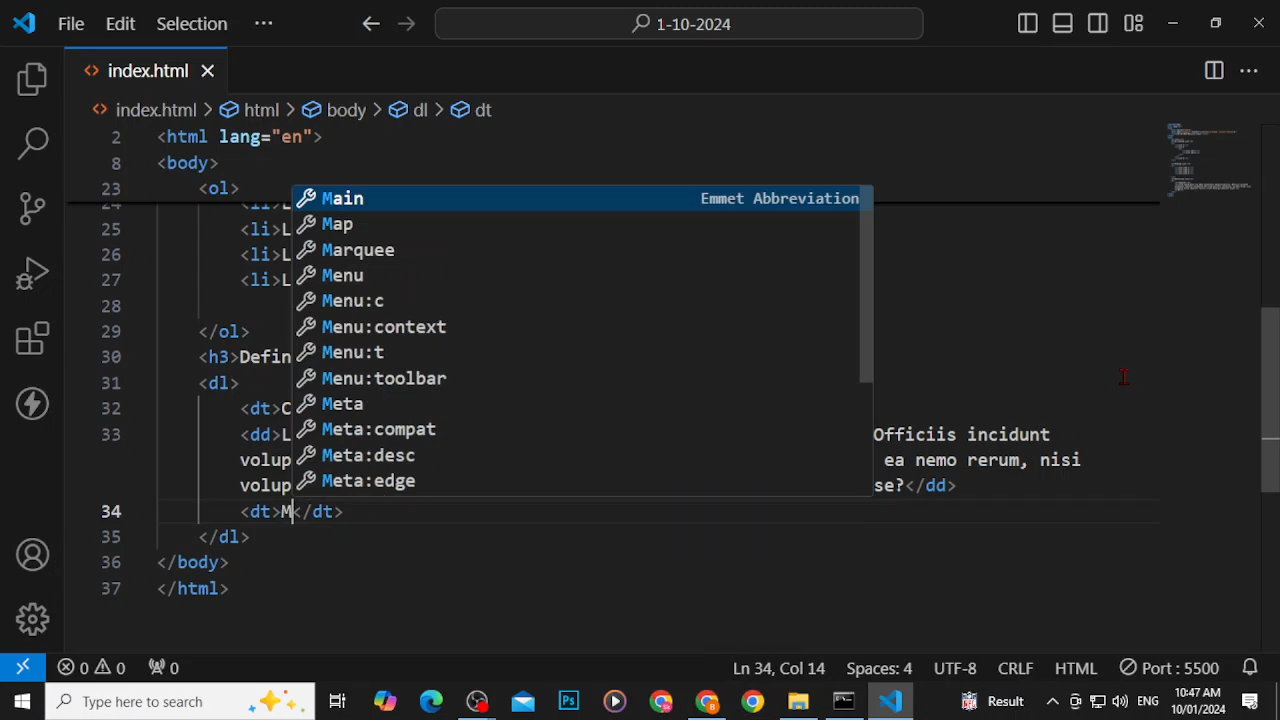 File Edit Selection ···
1-10-2024
index.html
index.html > html > body > dl > dt
2 <html lang="en">
8 <body>
23 <ol>
24 <li>L
25 <li>L
26 <li>L
27 <li>L
28
29 </ol>
30 <h3>Defin
31 <dl>
32 <dt>C
33 <dd>L Officiis incidunt
volup ea nemo rerum, nisi
volup se?</dd>
34 <dt>M</dt>
35 </dl>
36 </body>
37 </html>
Main Emmet Abbreviation
Map
Marquee
Menu
Menu:c
Menu:context
Menu:t
Menu:toolbar
Meta
Meta:compat
Meta:desc
Meta:edge
0 0 0 Ln 34, Col 14 Spaces: 4 UTF-8 CRLF HTML Port : 5500
Type here to search
Result
ENG
10:47 AM
10/01/2024